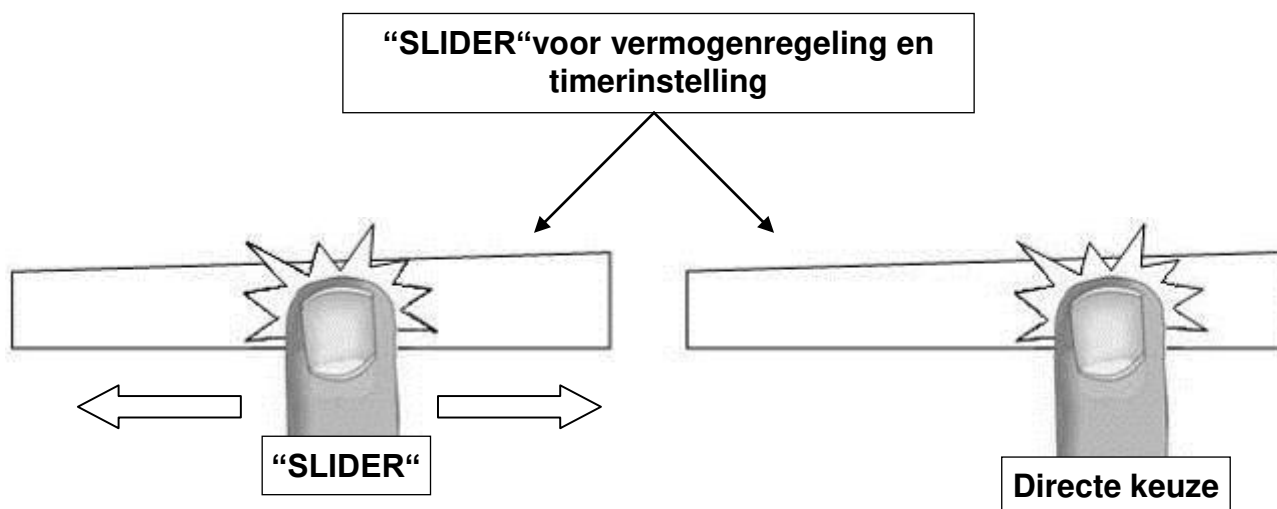 “SLIDER“voor vermogenregeling en
timerinstelling
“SLIDER“
Directe keuze